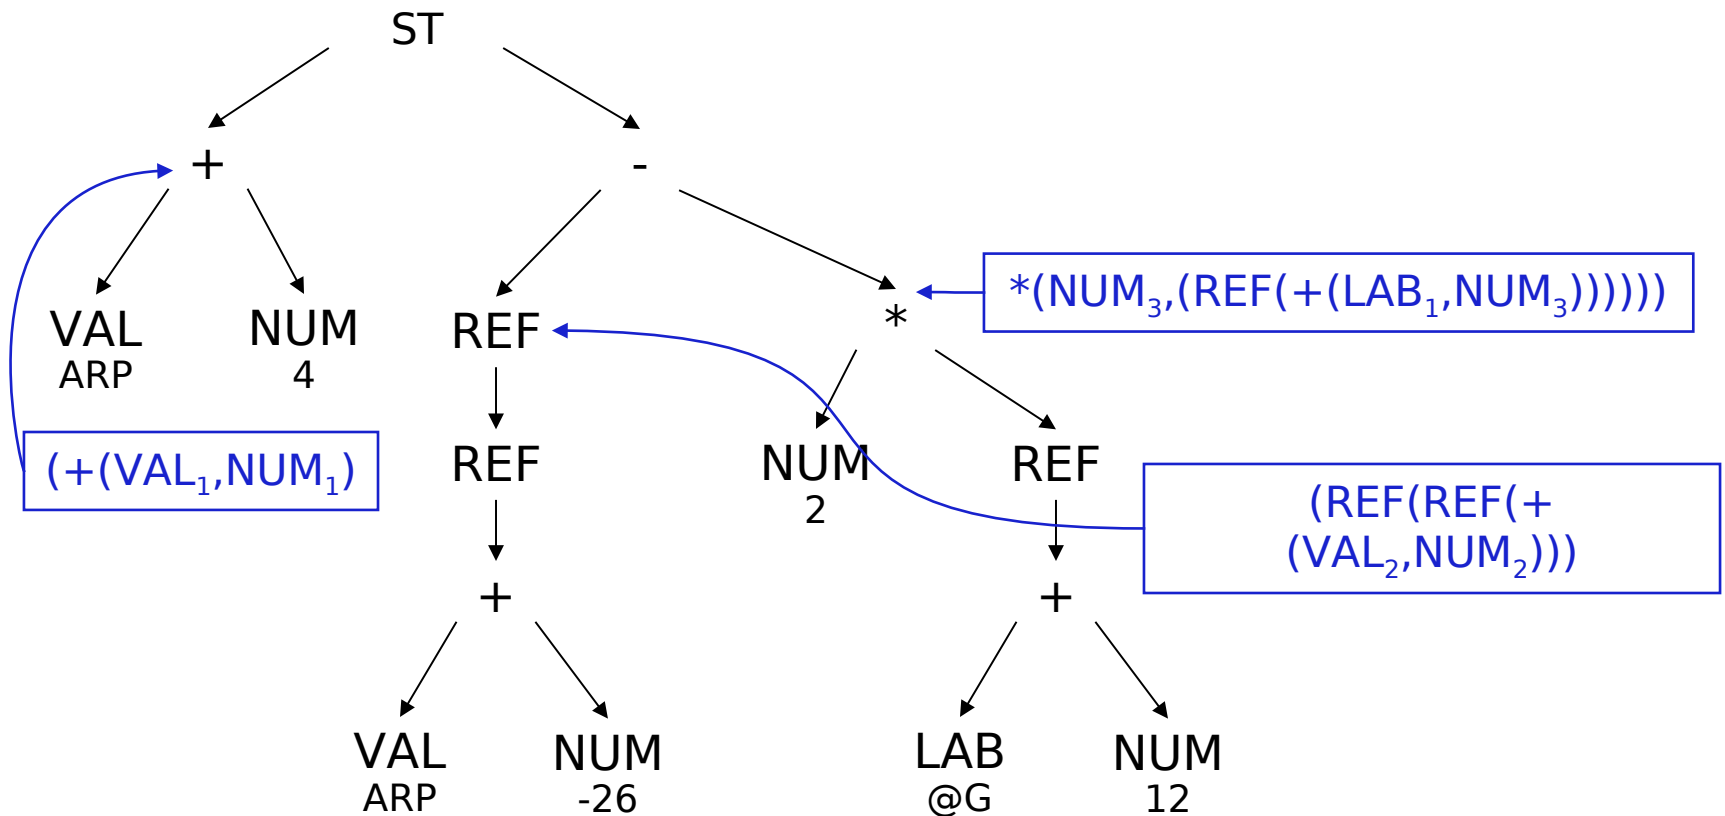 ST
+
-
*(NUM3,(REF(+(LAB1,NUM3))))))
VAL
ARP
NUM
4
REF
*
(+(VAL1,NUM1)
REF
NUM
2
REF
(REF(REF(+
(VAL2,NUM2)))
+
+
VAL
ARP
NUM
-26
LAB
@G
NUM
12